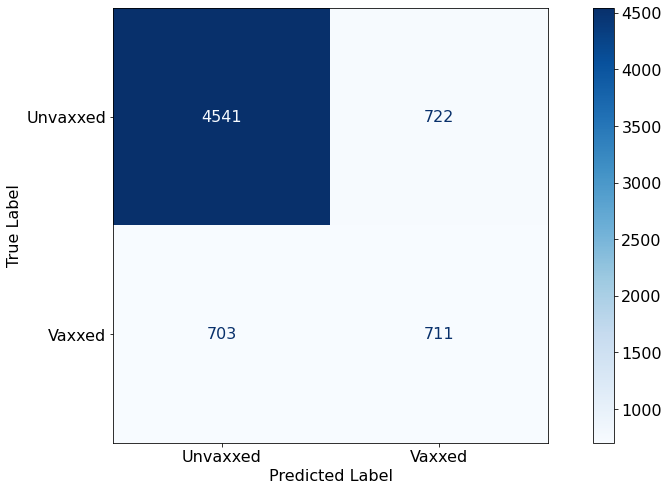 Unvaxxed
4541
722
Vaxxed
703
711
Unvaxxed
Vaxxed
Predicted Label
True Label
4500
4000
3500
3000
2500
2000
1500
1000